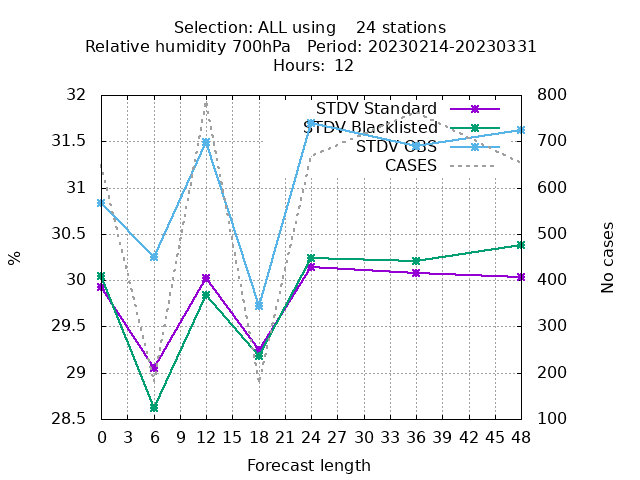 Selection: ALL using    24 stations
Relative humidity 700hPa   Period: 20230214-20230331
Hours: 12
STDV Standard
STDV Blacklisted
STDV OBS
CASES
32
31.5
31
30.5
30
29.5
29
28.5
800
700
600
500
400
300
200
100
%
No cases
0 3 6 9 12 15 18 21 24 27 30 33 36 39 42 45 48
Forecast length